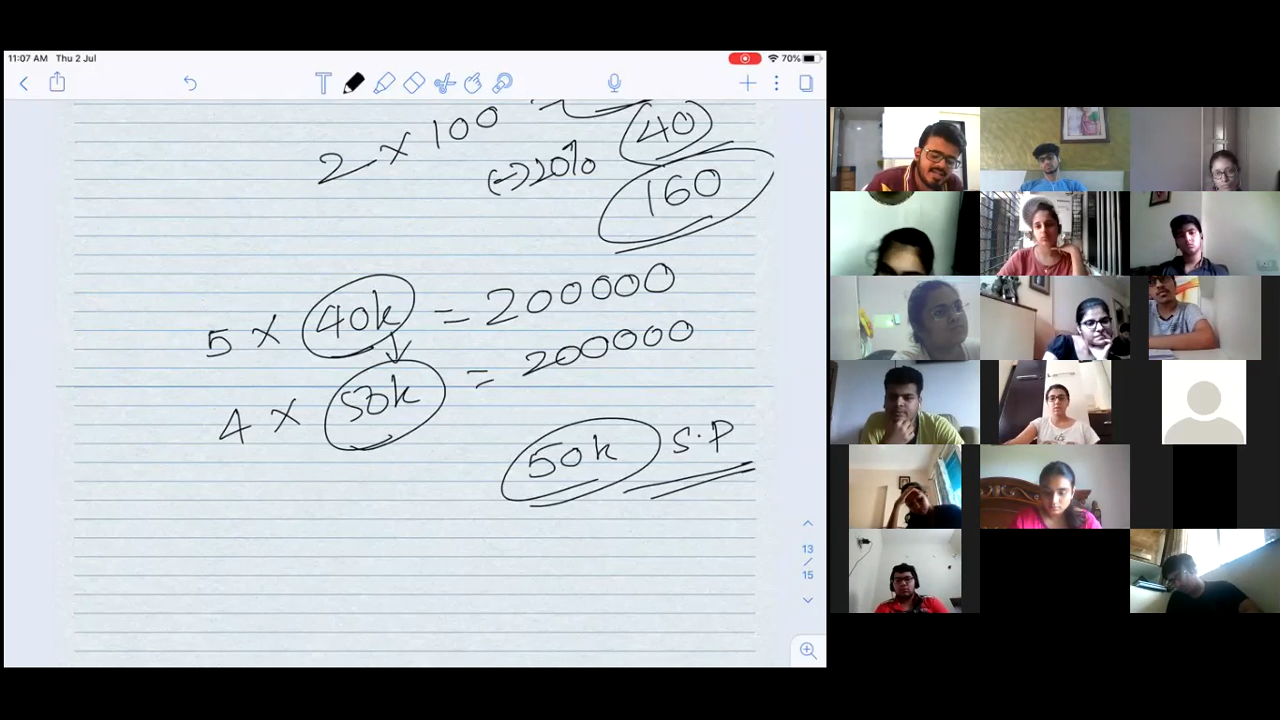 11:07 AM Thu 2 Jul 70%
T
2 × 100
40
(-) 20%
160
5 × 40k = 200000
4 × 50k = 200000
50k S.P
13
/
15